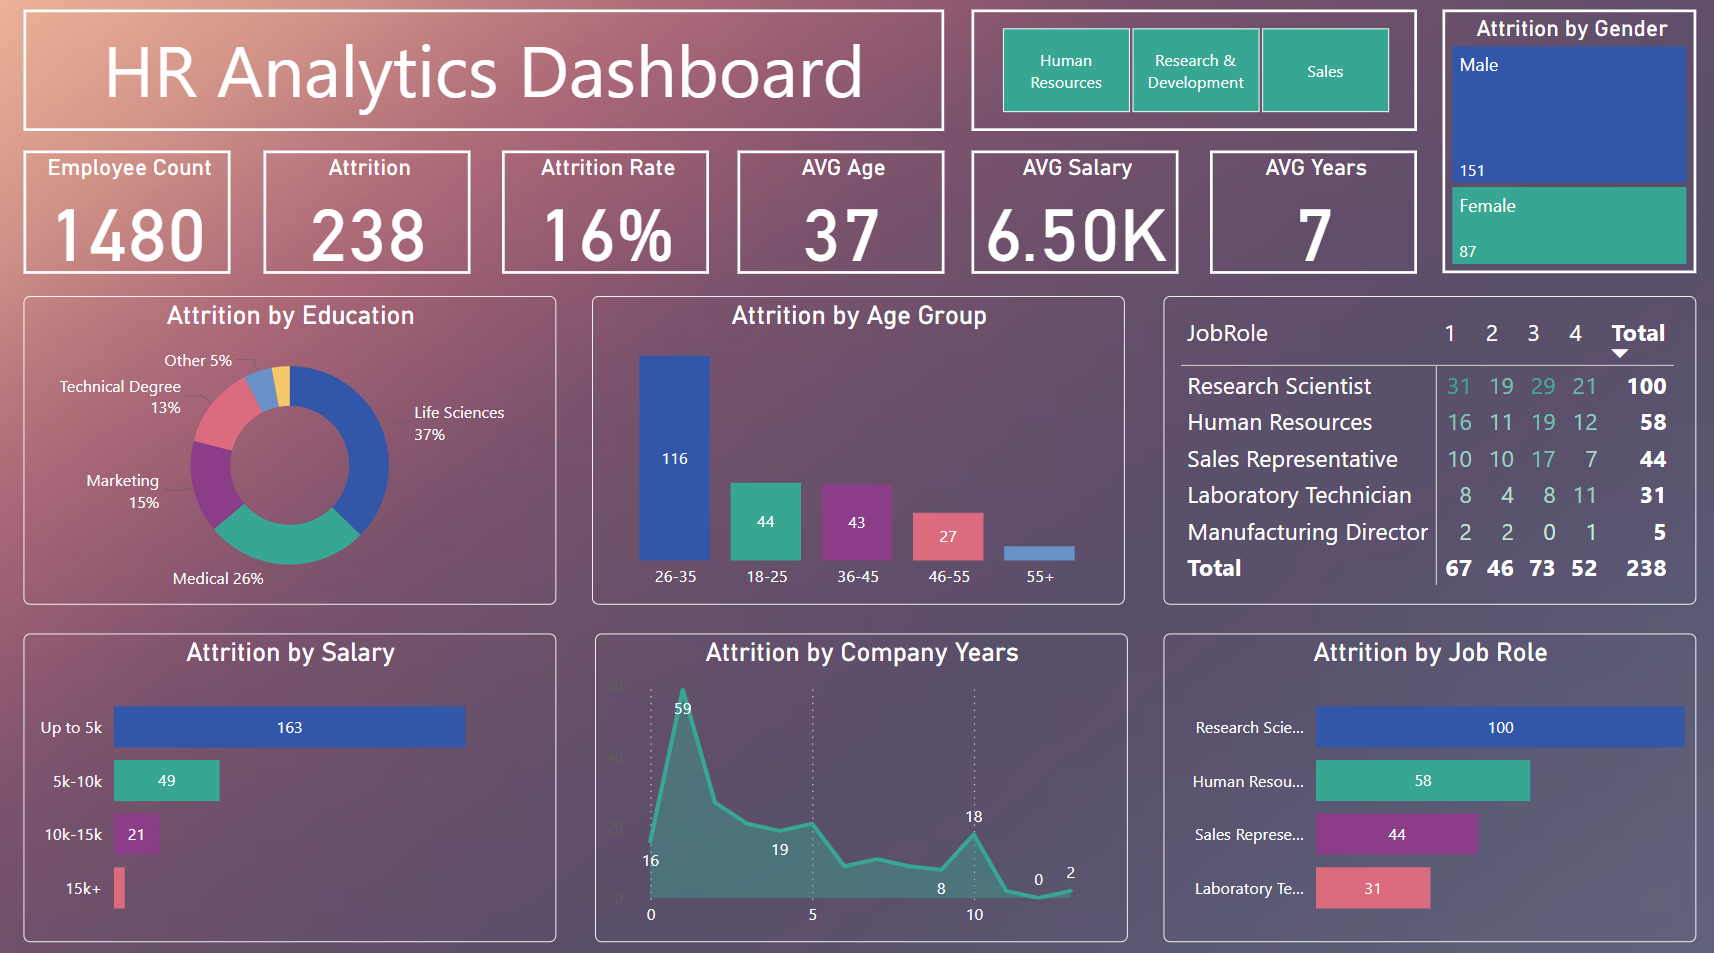 HR Analytics Dashboard
Human
Resources
Research &
Development
Sales
Attrition by Gender
Male
151
Female
87
Employee Count
1480
Attrition
238
Attrition Rate
16%
AVG Age
37
AVG Salary
6.50K
AVG Years
7
Attrition by Education
Other 5%
Technical Degree
13%
Life Sciences
37%
Marketing
15%
Medical 26%
Attrition by Age Group
116
44
43
27
26-35
18-25
36-45
46-55
55+
JobRole 1 2 3 4 Total
Research Scientist 31 19 29 21 100
Human Resources 16 11 19 12 58
Sales Representative 10 10 17 7 44
Laboratory Technician 8 4 8 11 31
Manufacturing Director 2 2 0 1 5
Total 67 46 73 52 238
Attrition by Salary
Up to 5k 163
5k-10k 49
10k-15k 21
15k+
Attrition by Company Years
60
40
20
0
59
16
19
8
18
0
2
0 5 10
Attrition by Job Role
Research Scie... 100
Human Resou... 58
Sales Represe... 44
Laboratory Te... 31